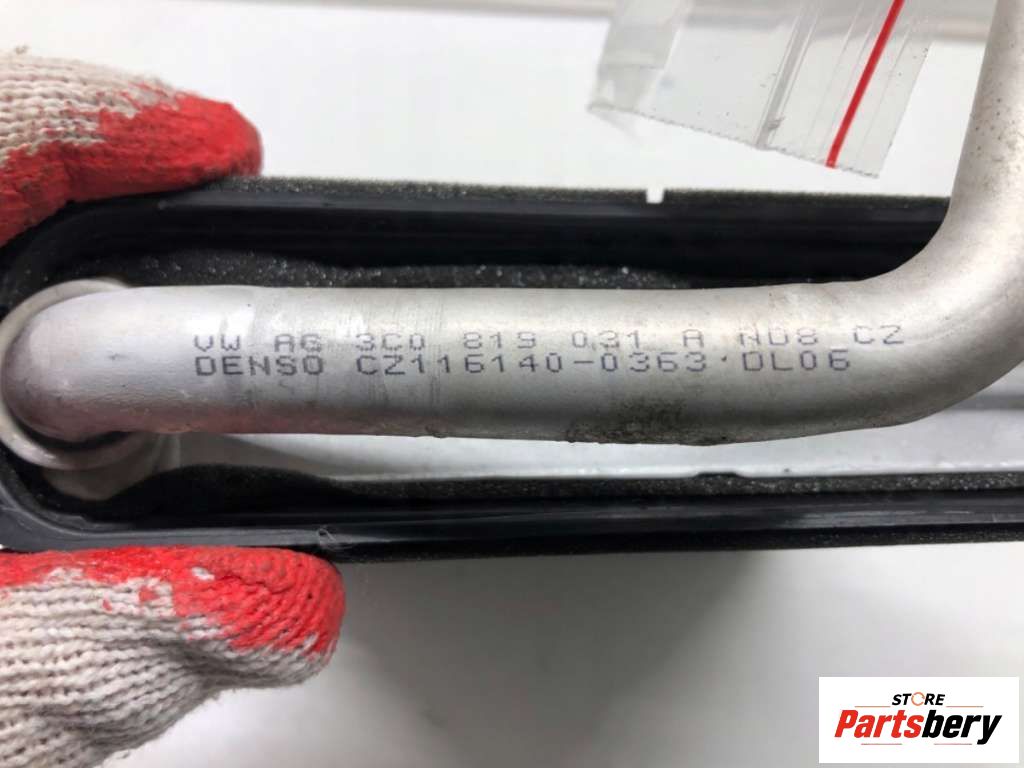 VW AG 3C0 819 031 A ND8 CZ
DENSO CZ116140-0363 DL06
STORE
Partsbery